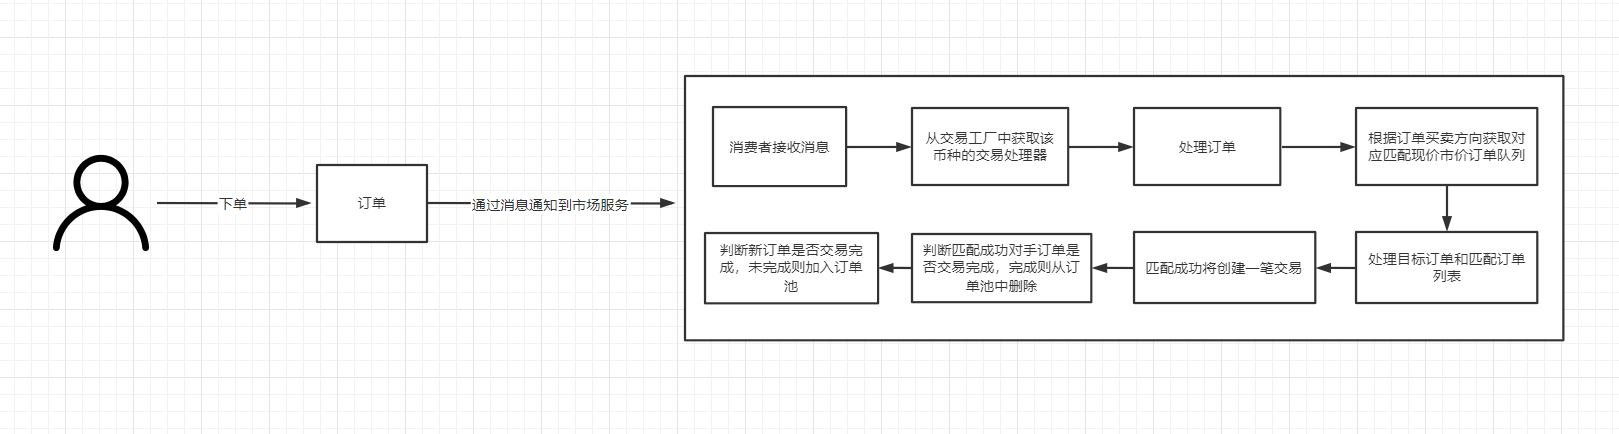 下单
订单
通过消息通知到市场服务
消费者接收消息
从交易工厂中获取该
币种的交易处理器
处理订单
根据订单买卖方向获取对
应匹配现价市价订单队列
处理目标订单和匹配订单
列表
匹配成功将创建一笔交易
判断匹配成功对手订单是
否交易完成，完成则从订
单池中删除
判断新订单是否交易完
成，未完成则加入订单
池